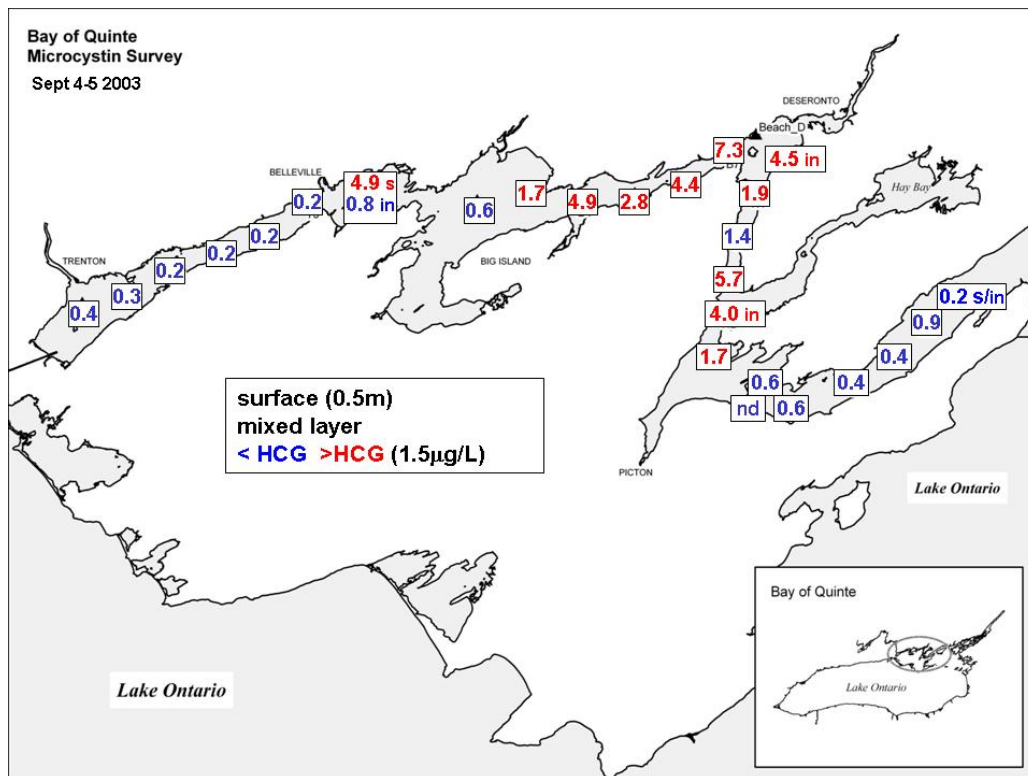 Bay of Quinte
Microcystin Survey
Sept 4-5 2003
DESERONTO
Beach_D
7.3
4.5 in
BELLEVILLE
4.9 s
0.8 in
0.2
1.7
4.9
2.8
4.4
1.9
Hay Bay
0.6
0.2
0.2
0.2
1.4
TRENTON
BIG ISLAND
0.3
0.4
5.7
4.0 in
0.2 s/in
0.9
1.7
0.4
0.6
0.4
nd
0.6
surface (0.5m)
mixed layer
< HCG >HCG (1.5µg/L)
PICTON
Lake Ontario
Lake Ontario
Bay of Quinte
Lake Ontario